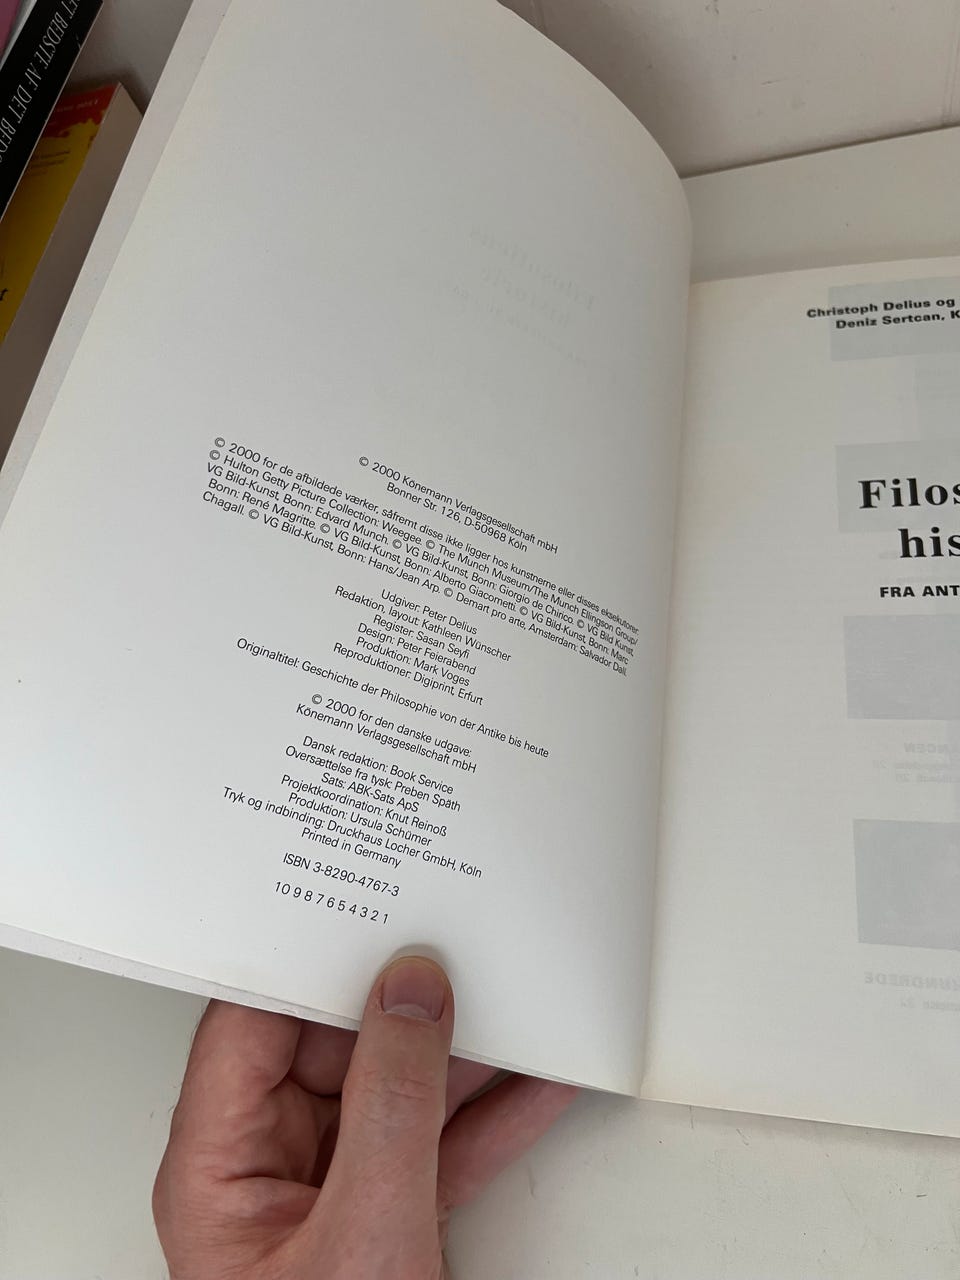 ET BEDSTE AF DET BEDS
© 2000 Könemann Verlagsgesellschaft mbH
Bonner Str. 126, D-50968 Köln
© 2000 for de afbildede værker, såfremt disse ikke ligger hos kunstnerne eller disses eksekutorer:
© Hulton Getty Picture Collection: Weegee. © The Munch Museum/The Munch Ellingson Group/
VG Bild-Kunst, Bonn: Edvard Munch. © VG Bild-Kunst, Bonn: Giorgio de Chirico. © VG Bild Kunst,
Bonn: René Magritte. © VG Bild-Kunst, Bonn: Alberto Giacometti. © VG Bild-Kunst, Bonn: Marc
Chagall. © VG Bild-Kunst, Bonn: Hans/Jean Arp. © Demart pro arte, Amsterdam: Salvador Dalí.
Udgiver: Peter Delius
Redaktion, layout: Kathleen Wünscher
Register: Sasan Seyfi
Design: Peter Feierabend
Produktion: Mark Voges
Reproduktioner: Digiprint, Erfurt
Originaltitel: Geschichte der Philosophie von der Antike bis heute
© 2000 for den danske udgave:
Könemann Verlagsgesellschaft mbH
Dansk redaktion: Book Service
Oversættelse fra tysk: Preben Späth
Sats: ABK-Sats ApS
Projektkoordination: Knut Reinoß
Produktion: Ursula Schümer
Tryk og indbinding: Druckhaus Locher GmbH, Köln
Printed in Germany
ISBN 3-8290-4767-3
10 9 8 7 6 5 4 3 2 1
Christoph Delius og
Deniz Sertcan, K
Filos
his
FRA ANT